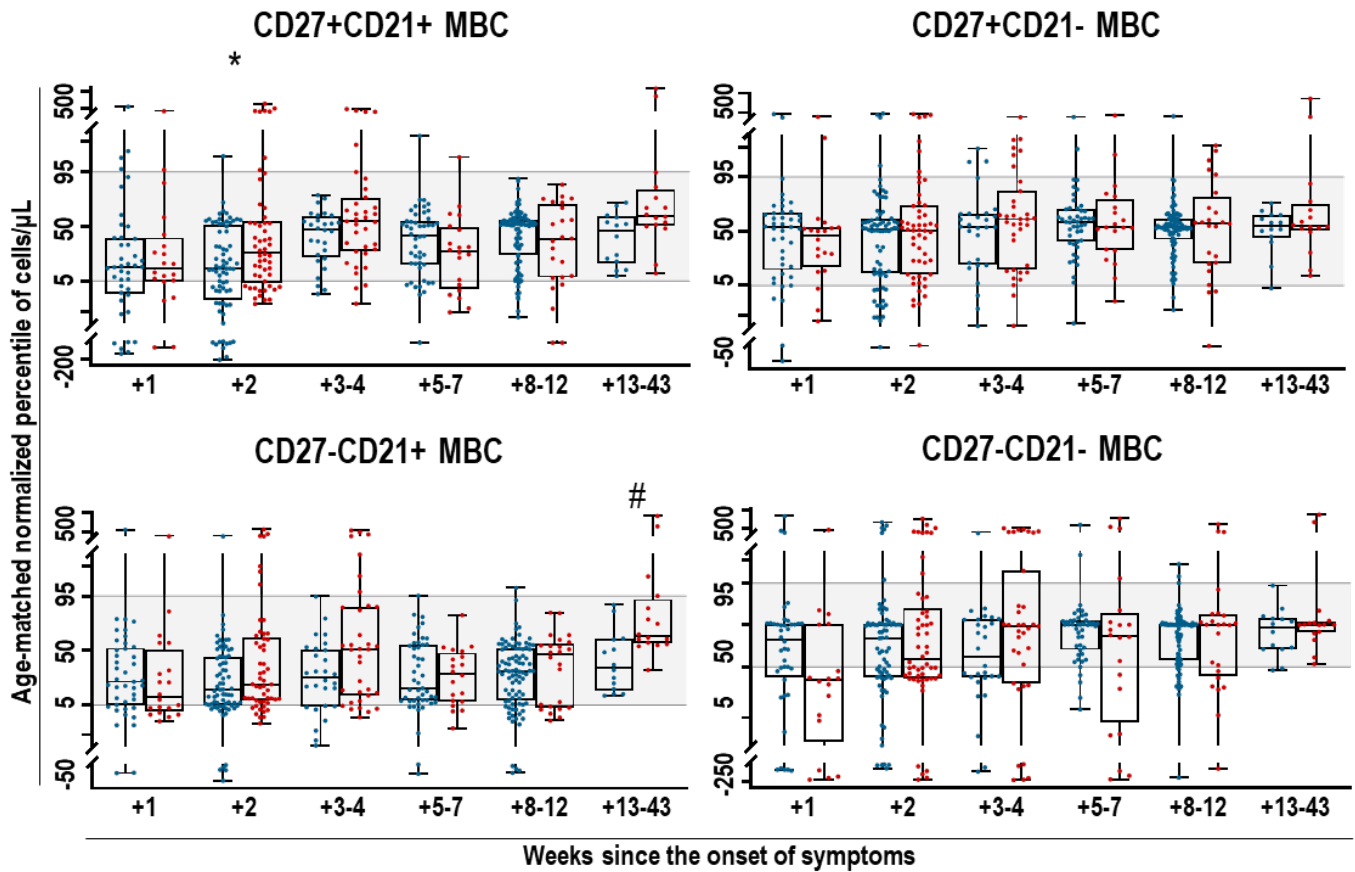 CD27+CD21+ MBC
CD27+CD21- MBC
*
500
95
50
5
-200
+1 +2 +3-4 +5-7 +8-12 +13-43
500
95
50
5
-50
+1 +2 +3-4 +5-7 +8-12 +13-43
Age-matched normalized percentile of cells/µL
CD27-CD21+ MBC
CD27-CD21- MBC
#
500
95
50
5
-50
+1 +2 +3-4 +5-7 +8-12 +13-43
500
95
50
5
-250
+1 +2 +3-4 +5-7 +8-12 +13-43
Weeks since the onset of symptoms